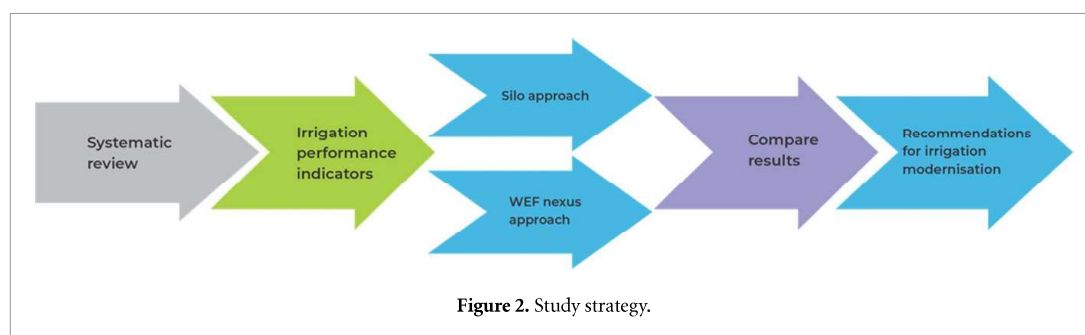 Systematic
review
Irrigation
performance
indicators
Silo approach
WEF nexus
approach
Compare
results
Recommendations
for irrigation
modernisation
Figure 2. Study strategy.